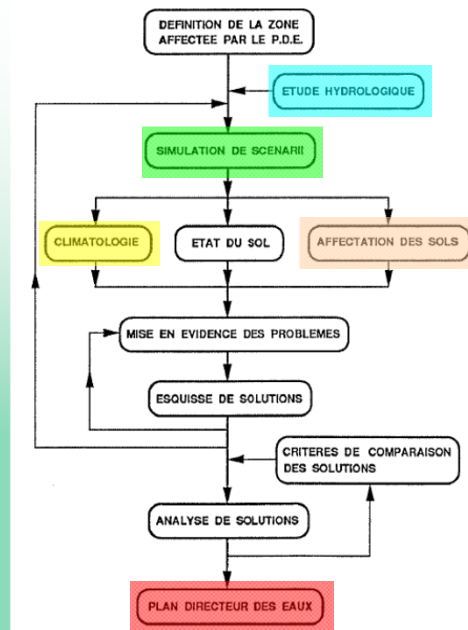 DEFINITION DE LA ZONE
AFFECTEE PAR LE P.D.E.
ETUDE HYDROLOGIQUE
SIMULATION DE SCENARII
CLIMATOLOGIE
ETAT DU SOL
AFFECTATION DES SOLS
MISE EN EVIDENCE DES PROBLEMES
ESQUISSE DE SOLUTIONS
CRITERES DE COMPARAISON
DES SOLUTIONS
ANALYSE DE SOLUTIONS
PLAN DIRECTEUR DES EAUX